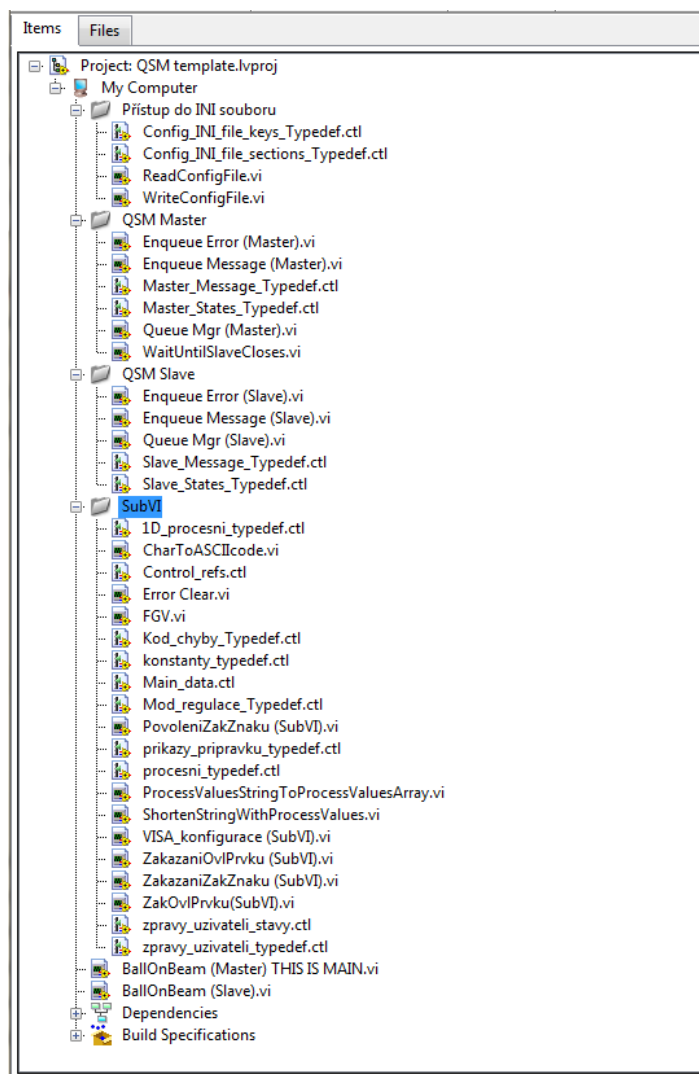 Items Files
Project: QSM template.lvproj
My Computer
Přístup do INI souboru
Config_INI_file_keys_Typedef.ctl
Config_INI_file_sections_Typedef.ctl
ReadConfigFile.vi
WriteConfigFile.vi
QSM Master
Enqueue Error (Master).vi
Enqueue Message (Master).vi
Master_Message_Typedef.ctl
Master_States_Typedef.ctl
Queue Mgr (Master).vi
WaitUntilSlaveCloses.vi
QSM Slave
Enqueue Error (Slave).vi
Enqueue Message (Slave).vi
Queue Mgr (Slave).vi
Slave_Message_Typedef.ctl
Slave_States_Typedef.ctl
SubVI
1D_procesni_typedef.ctl
CharToASCIIcode.vi
Control_refs.ctl
Error Clear.vi
FGV.vi
Kod_chyby_Typedef.ctl
konstanty_typedef.ctl
Main_data.ctl
Mod_regulace_Typedef.ctl
PovoleniZakZnaku (SubVI).vi
prikazy_pripravku_typedef.ctl
procesni_typedef.ctl
ProcessValuesStringToProcessValuesArray.vi
ShortenStringWithProcessValues.vi
VISA_konfigurace (SubVI).vi
ZakazaniOvlPrvku (SubVI).vi
ZakazaniZakZnaku (SubVI).vi
ZakOvlPrvku(SubVI).vi
zpravy_uzivateli_stavy.ctl
zpravy_uzivateli_typedef.ctl
BallOnBeam (Master) THIS IS MAIN.vi
BallOnBeam (Slave).vi
Dependencies
Build Specifications